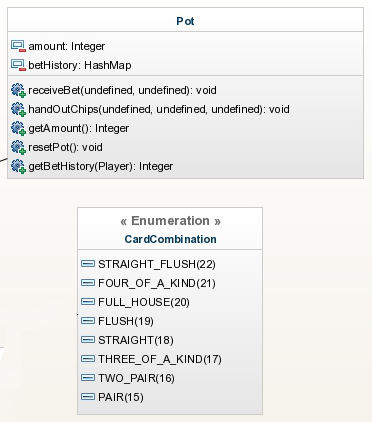 Pot
amount: Integer
betHistory: HashMap
receiveBet(undefined, undefined): void
handOutChips(undefined, undefined, undefined): void
getAmount(): Integer
resetPot(): void
getBetHistory(Player): Integer
« Enumeration »
CardCombination
STRAIGHT_FLUSH(22)
FOUR_OF_A_KIND(21)
FULL_HOUSE(20)
FLUSH(19)
STRAIGHT(18)
THREE_OF_A_KIND(17)
TWO_PAIR(16)
PAIR(15)